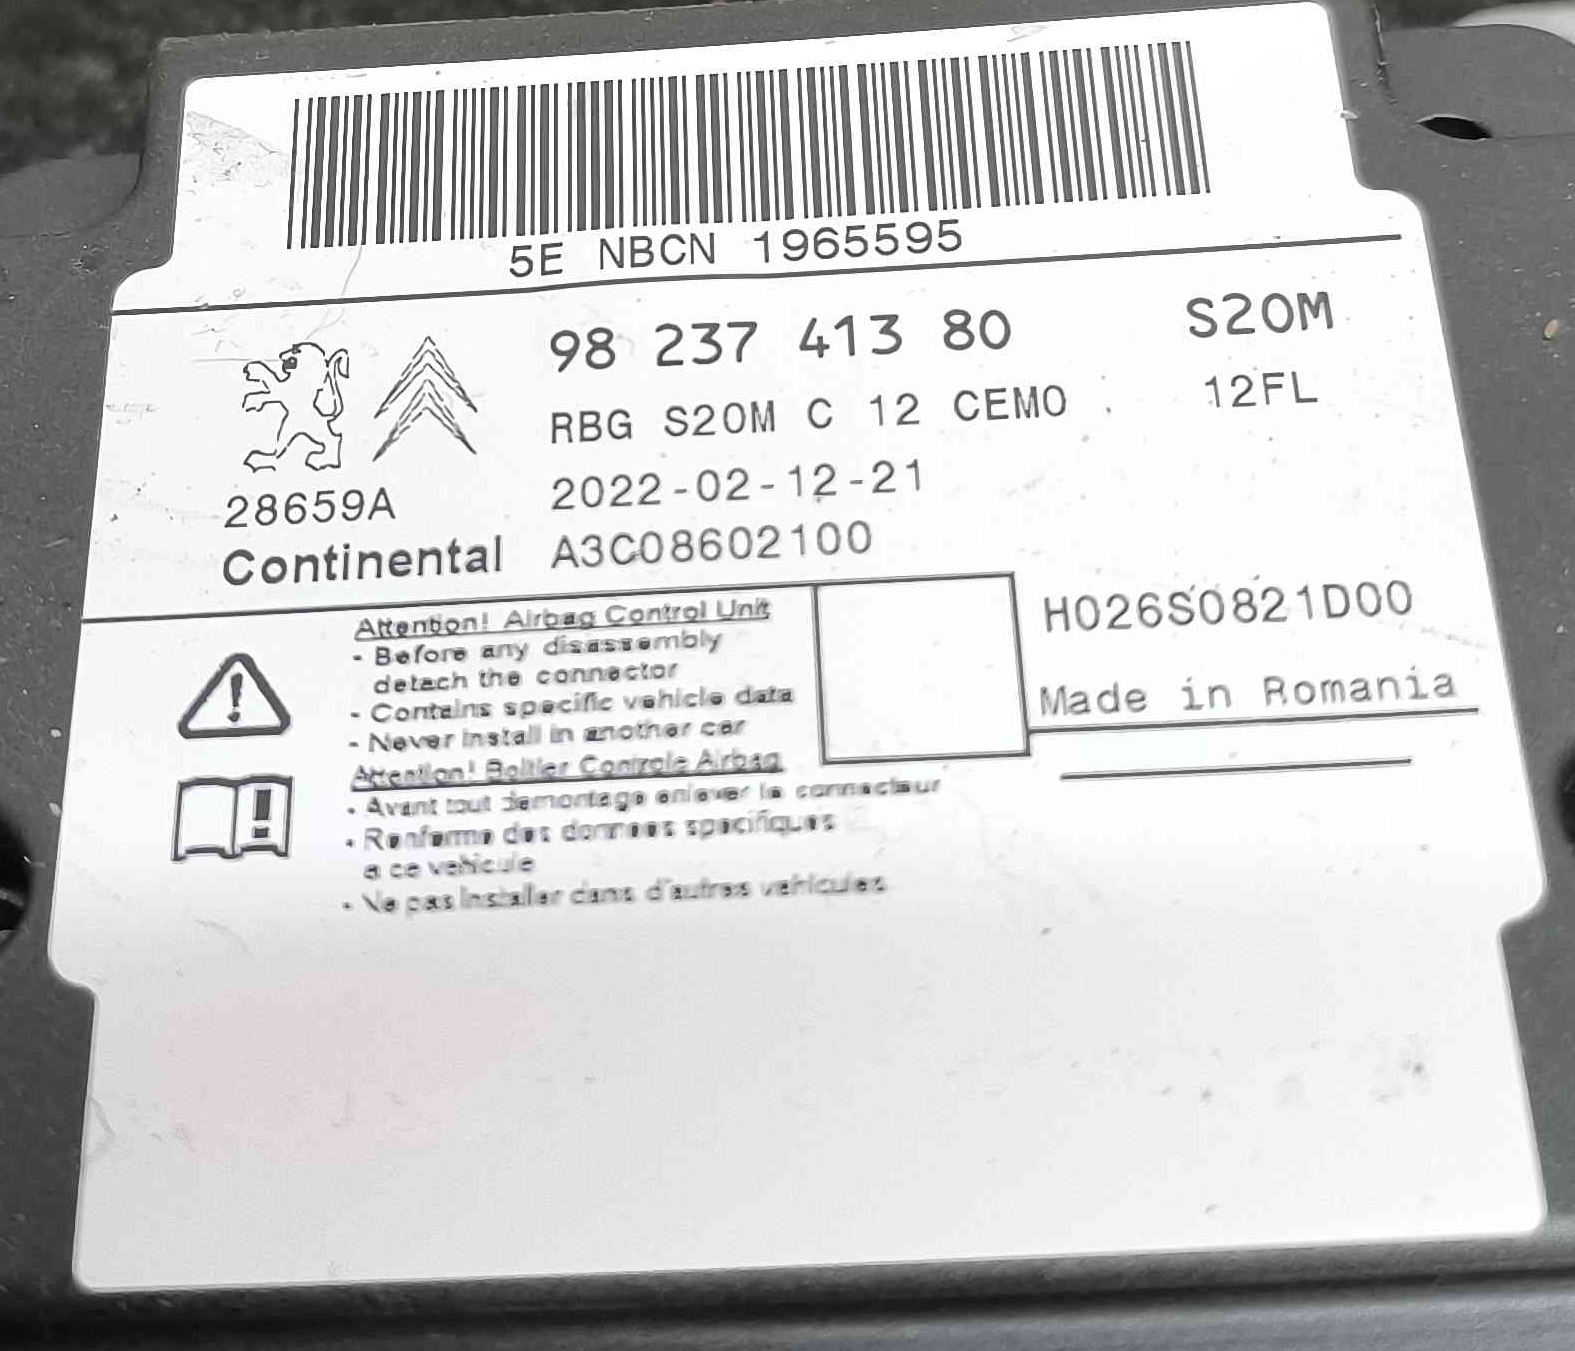 5E NBCN 1965595
98 237 413 80 S20M
RBG S20M C 12 CEM0 12FL
28659A 2022-02-12-21
Continental A3C08602100
Attention! Airbag Control Unit
- Before any disassembly
detach the connector
- Contains specific vehicle data
- Never install in another car
H026S0821D00
Made in Romania
Attention! Boitier Controle Airbag
- Avant tout demontage enlever le connecteur
- Renferme des donnees specifiques
a ce vehicule
- Ne pas installer dans d'autres vehicules